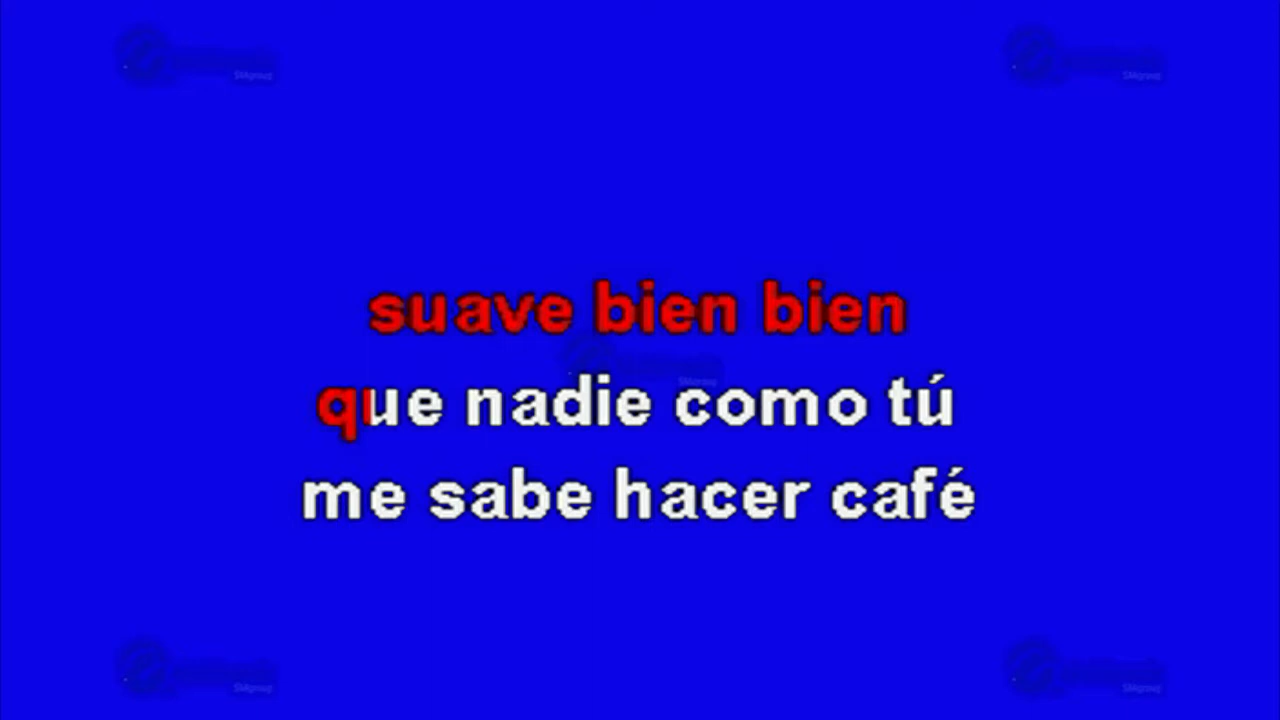 suave bien bien
que nadie como tú
me sabe hacer café